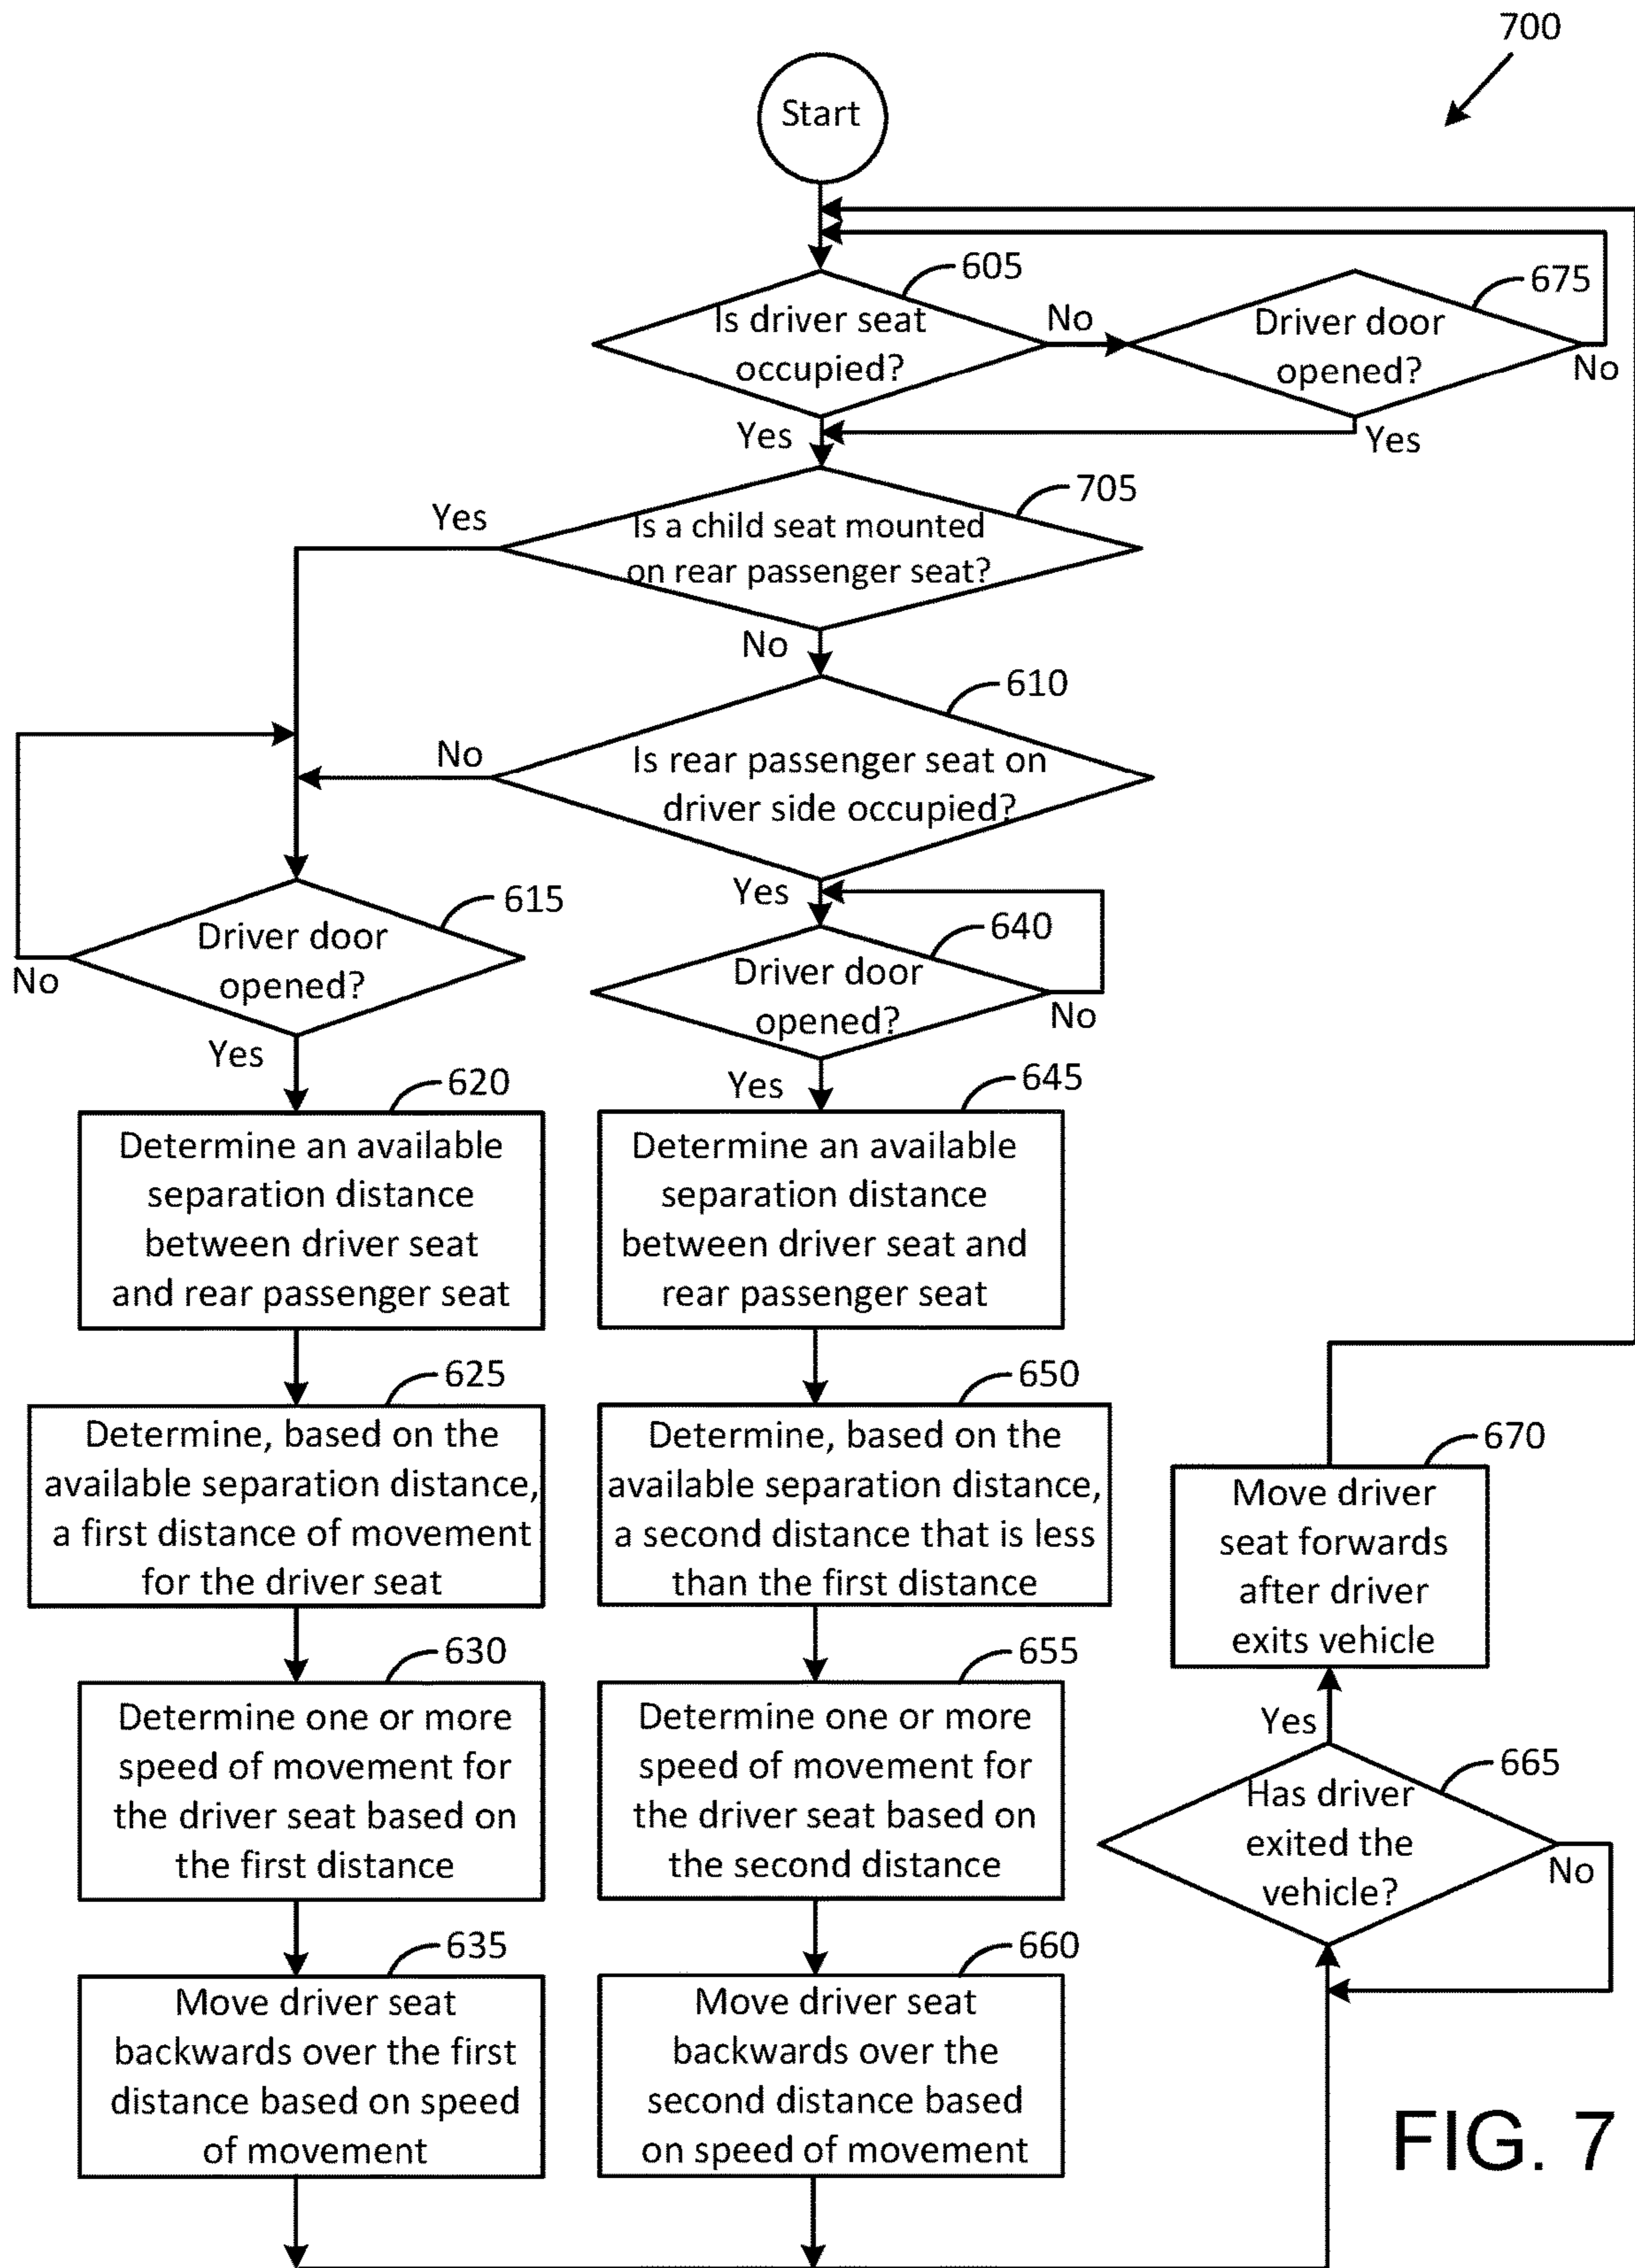 700
Start
605
Is driver seat
occupied?
No
675
Driver door
opened?
No
Yes
Yes
705
Is a child seat mounted
on rear passenger seat?
Yes
No
610
Is rear passenger seat on
driver side occupied?
No
Yes
615
Driver door
opened?
No
Yes
640
Driver door
opened?
No
Yes
620
Determine an available
separation distance
between driver seat
and rear passenger seat
645
Determine an available
separation distance
between driver seat and
rear passenger seat
625
Determine, based on the
available separation distance,
a first distance of movement
for the driver seat
650
Determine, based on the
available separation distance,
a second distance that is less
than the first distance
670
Move driver
seat forwards
after driver
exits vehicle
630
Determine one or more
speed of movement for
the driver seat based on
the first distance
655
Determine one or more
speed of movement for
the driver seat based on
the second distance
Yes
665
Has driver
exited the
vehicle?
No
635
Move driver seat
backwards over the first
distance based on speed
of movement
660
Move driver seat
backwards over the
second distance based
on speed of movement
FIG. 7